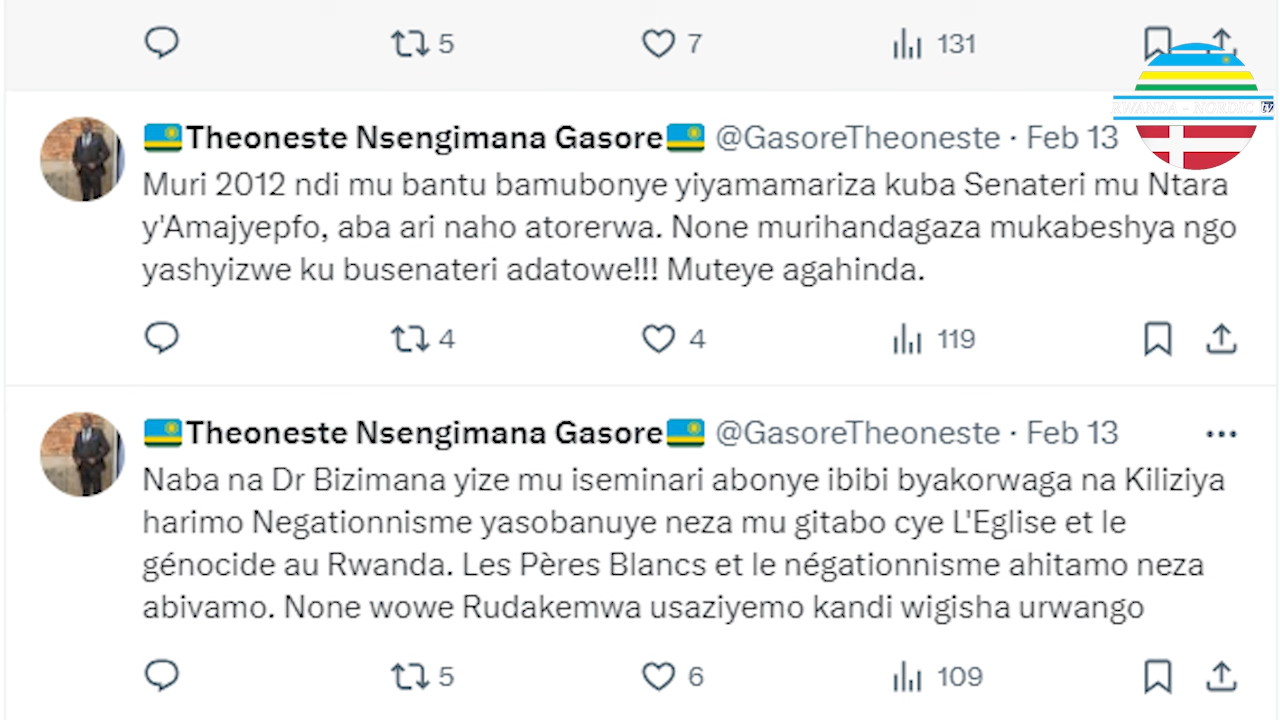 5 7 131
Theoneste Nsengimana Gasore @GasoreTheoneste · Feb 13
RWANDA - NORDIC tv
Muri 2012 ndi mu bantu bamubonye yiyamamariza kuba Senateri mu Ntara
y'Amajyepfo, aba ari naho atorerwa. None murihandagaza mukabeshya ngo
yashyizwe ku busenateri adatowe!!! Muteye agahinda.
4 4 119
Theoneste Nsengimana Gasore @GasoreTheoneste · Feb 13
Naba na Dr Bizimana yize mu iseminari abonye ibibi byakorwaga na Kiliziya
harimo Negationnisme yasobanuye neza mu gitabo cye L'Eglise et le
génocide au Rwanda. Les Pères Blancs et le négationnisme ahitamo neza
abivamo. None wowe Rudakemwa usaziyemo kandi wigisha urwango
5 6 109